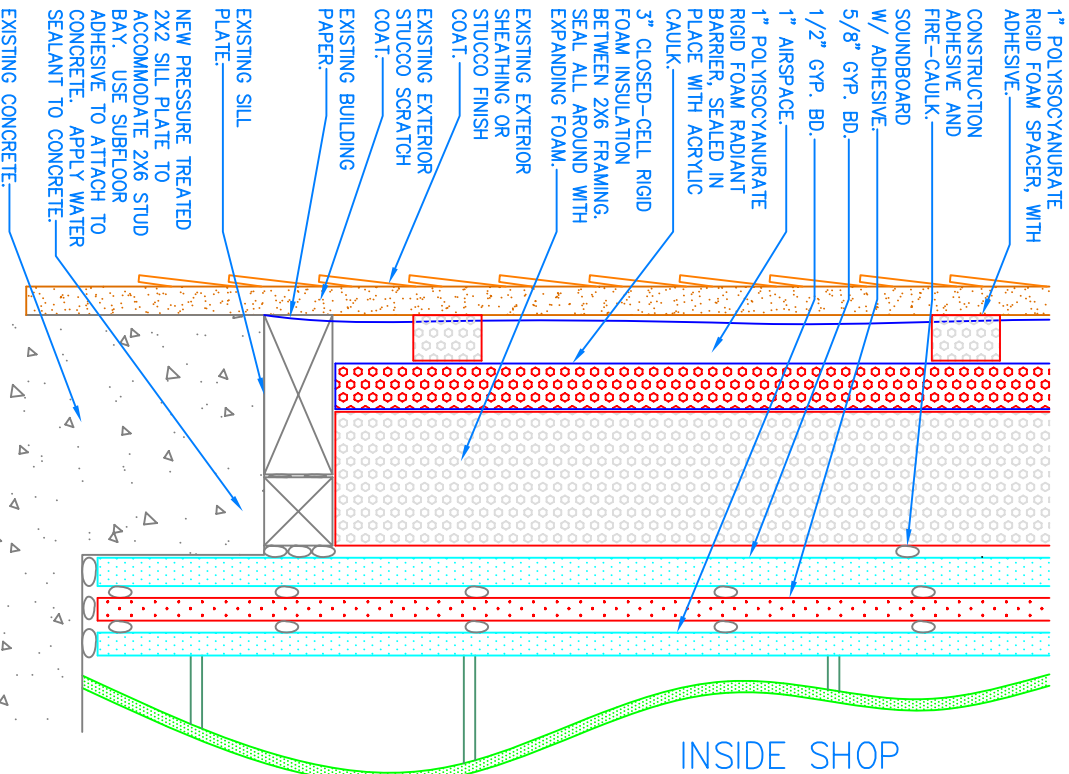 1" POLYISOCYANURATE
RIGID FOAM SPACER, WITH
ADHESIVE.
CONSTRUCTION
ADHESIVE AND
FIRE-CAULK.
SOUNDBOARD
W/ ADHESIVE.
5/8" GYP. BD.
1/2" GYP. BD.
1" AIRSPACE.
1" POLYISOCYANURATE
RIGID FOAM RADIANT
BARRIER, SEALED IN
PLACE WITH ACRYLIC
CAULK.
3" CLOSED-CELL RIGID
FOAM INSULATION
BETWEEN 2X6 FRAMING.
SEAL ALL AROUND WITH
EXPANDING FOAM.
EXISTING EXTERIOR
SHEATHING OR
STUCCO FINISH
COAT.
EXISTING EXTERIOR
STUCCO SCRATCH
COAT.
EXISTING BUILDING
PAPER.
EXISTING SILL
PLATE.
NEW PRESSURE TREATED
2X2 SILL PLATE TO
ACCOMMODATE 2X6 STUD
BAY. USE SUBFLOOR
ADHESIVE TO ATTACH TO
CONCRETE. APPLY WATER
SEALANT TO CONCRETE.
EXISTING CONCRETE.
INSIDE SHOP